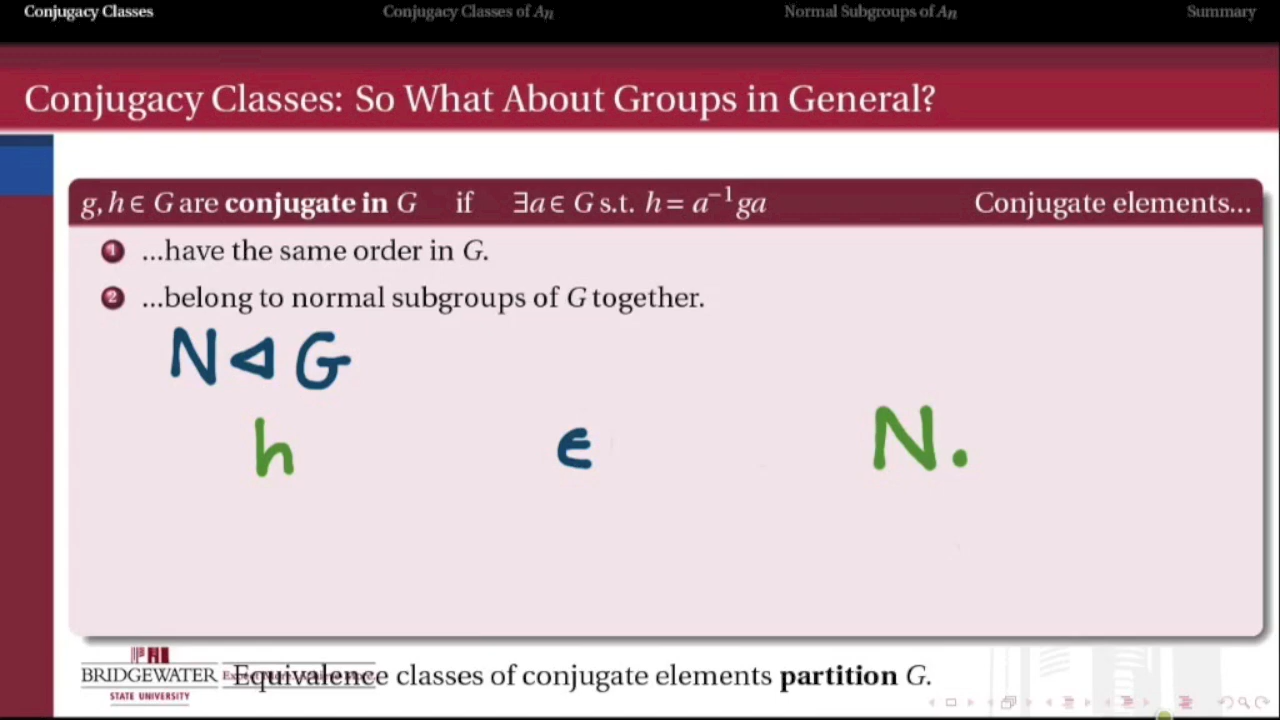 Conjugacy Classes Conjugacy Classes of Aₙ Normal Subgroups of Aₙ Summary
Conjugacy Classes: So What About Groups in General?
g, h ∈ G are conjugate in G if ∃a ∈ G s.t. h = a⁻¹ga Conjugate elements...
1 ...have the same order in G.
2 ...belong to normal subgroups of G together.
N ⊲ G
h ∈ N.
BRIDGEWATER
STATE UNIVERSITY
Equivalence classes of conjugate elements partition G.